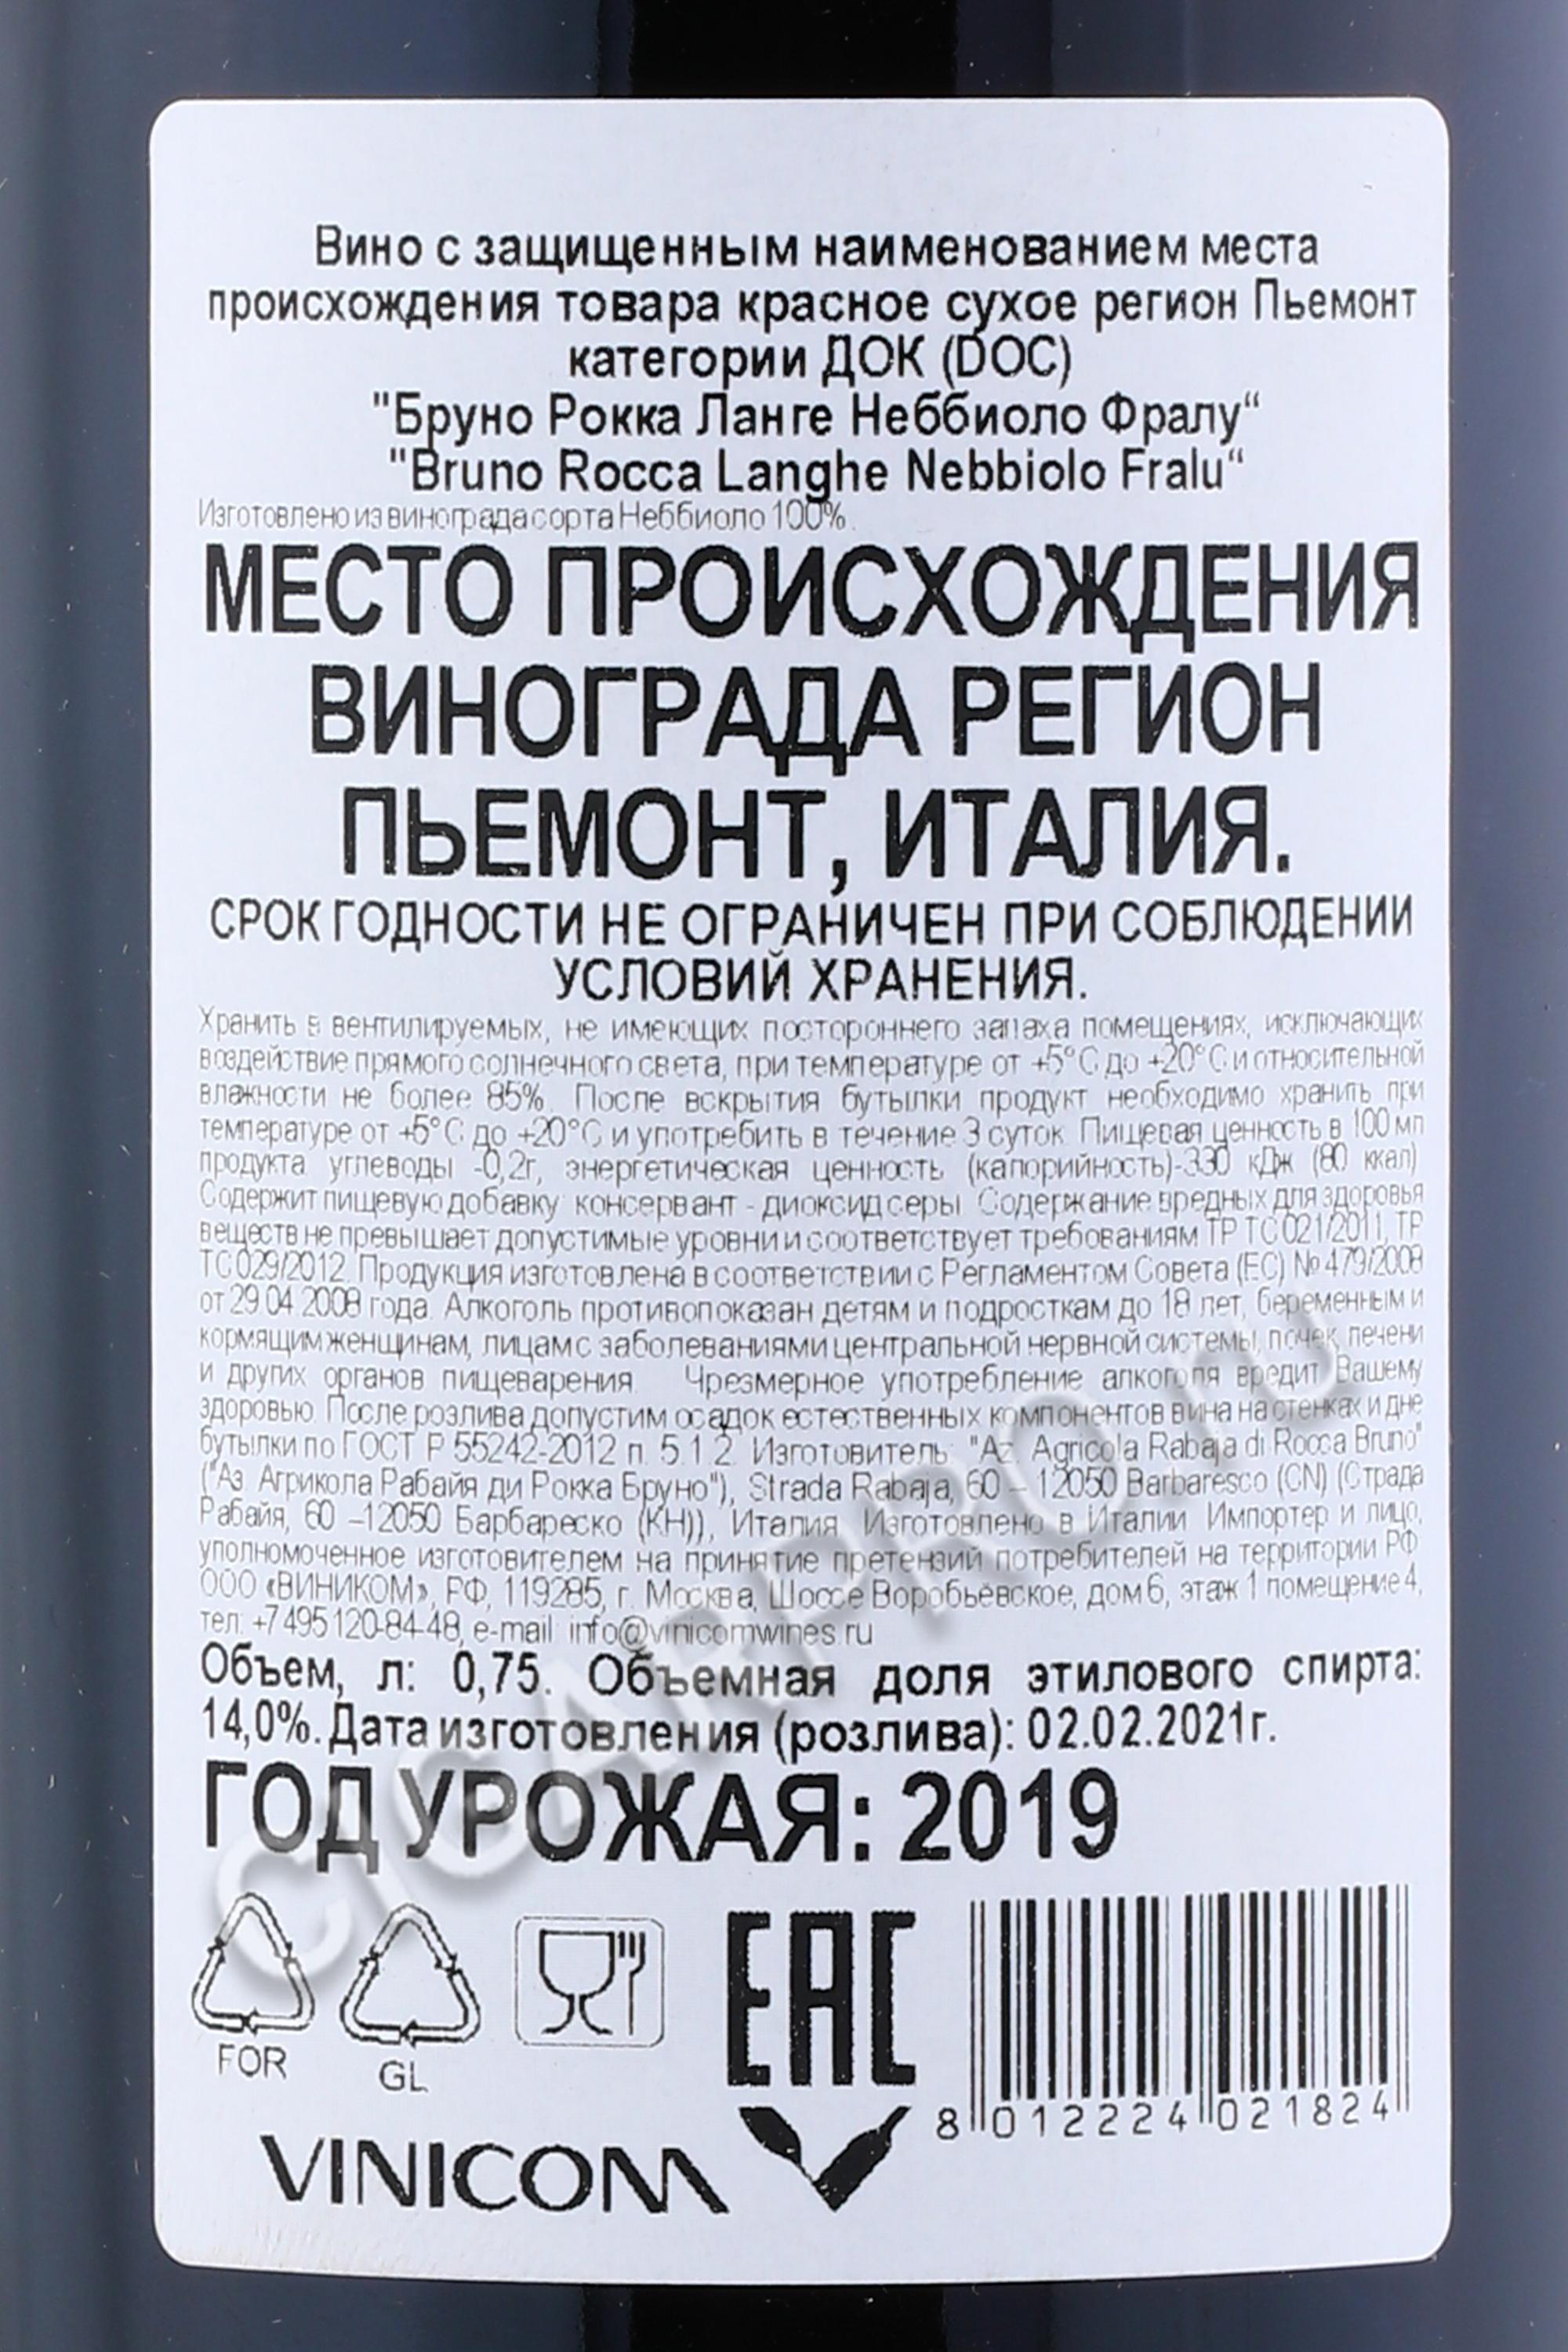 Вино с защищенным наименованием места
происхождения товара красное сухое регион Пьемонт
категории ДОК (DOC)
"Бруно Рокка Ланге Неббиоло Фралу“
"Bruno Rocca Langhe Nebbiolo Fralu“
Изготовлено из винограда сорта Неббиоло 100%.
МЕСТО ПРОИСХОЖДЕНИЯ
ВИНОГРАДА РЕГИОН
ПЬЕМОНТ, ИТАЛИЯ.
СРОК ГОДНОСТИ НЕ ОГРАНИЧЕН ПРИ СОБЛЮДЕНИИ
УСЛОВИЙ ХРАНЕНИЯ.
Хранить в вентилируемых, не имеющих постороннего запаха помещениях, исключающих
воздействие прямого солнечного света, при температуре от +5°С до +20°С и относительной
влажности не более 85%. После вскрытия бутылки продукт необходимо хранить при
температуре от +5°С до +20°С и употребить в течение 3 суток. Пищевая ценность в 100 мл
продукта углеводы -0,2г, энергетическая ценность (калорийность)-330 кДж (80 ккал)
Содержит пищевую добавку: консервант - диоксид серы. Содержание вредных для здоровья
веществ не превышает допустимые уровни и соответствует требованиям ТР ТС 021/2011, ТР
ТС 029/2012. Продукция изготовлена в соответствии с Регламентом Совета (ЕС) № 479/2008
от 29.04.2008 года. Алкоголь противопоказан детям и подросткам до 18 лет, беременным и
кормящим женщинам, лицам с заболеваниями центральной нервной системы, почек, печени
и других органов пищеварения. Чрезмерное употребление алкоголя вредит Вашему
здоровью. После розлива допустим осадок естественных компонентов вина на стенках и дне
бутылки по ГОСТ Р 55242-2012 п. 5.1.2. Изготовитель: "Az. Agricola Rabaja di Rocca Bruno"
("Аз. Агрикола Рабайя ди Рокка Бруно"), Strada Rabaja, 60 – 12050 Barbaresco (CN) (Страда
Рабайя, 60 –12050 Барбареско (КН)), Италия. Изготовлено в Италии. Импортер и лицо,
уполномоченное изготовителем на принятие претензий потребителей на территории РФ
ООО «ВИНИКОМ», РФ, 119285, г. Москва, Шоссе Воробьевское, дом 6, этаж 1 помещение 4,
тел: +7 495 120-84-48, e-mail: info@vinicomwines.ru
Объем, л: 0,75. Объемная доля этилового спирта:
14,0%. Дата изготовления (розлива): 02.02.2021г.
ГОД УРОЖАЯ: 2019
FOR
GL
EAC
8 012224 021824
VINICOM
CIGARPRO.ru